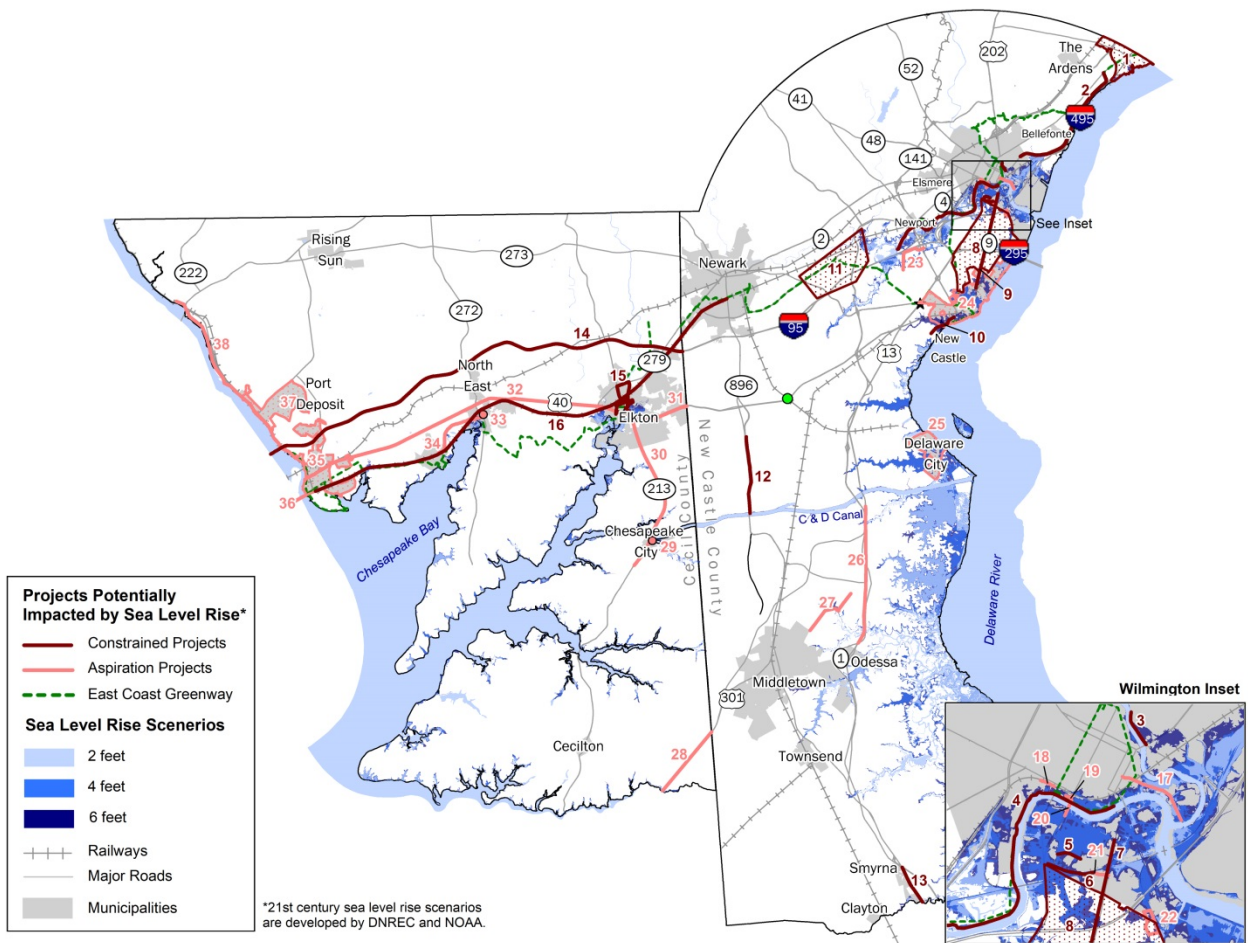 The
Ardens
1
2
202
52
41
48
141
495
Bellefonte
Elsmere
4
Newport
See Inset
2
11
23
8
9
295
9
24
10
New
Castle
Rising
Sun
222
273
Newark
272
95
13
38
14
North
East
279
896
Port
Deposit
37
15
32
40
31
16
Elkton
33
34
35
36
30
213
12
25
Delaware
City
C & D Canal
Chesapeake
City
29
Chesapeake Bay
New Castle County
Cecil County
26
27
Delaware River
1
Odessa
Middletown
301
Cecilton
28
Townsend
Smyrna
13
Clayton
Projects Potentially
Impacted by Sea Level Rise*
Constrained Projects
Aspiration Projects
East Coast Greenway
Sea Level Rise Scenerios
2 feet
4 feet
6 feet
Railways
Major Roads
Municipalities
*21st century sea level rise scenarios
are developed by DNREC and NOAA.
Wilmington Inset
3
18
19
17
4
20
5
21
7
6
8
22